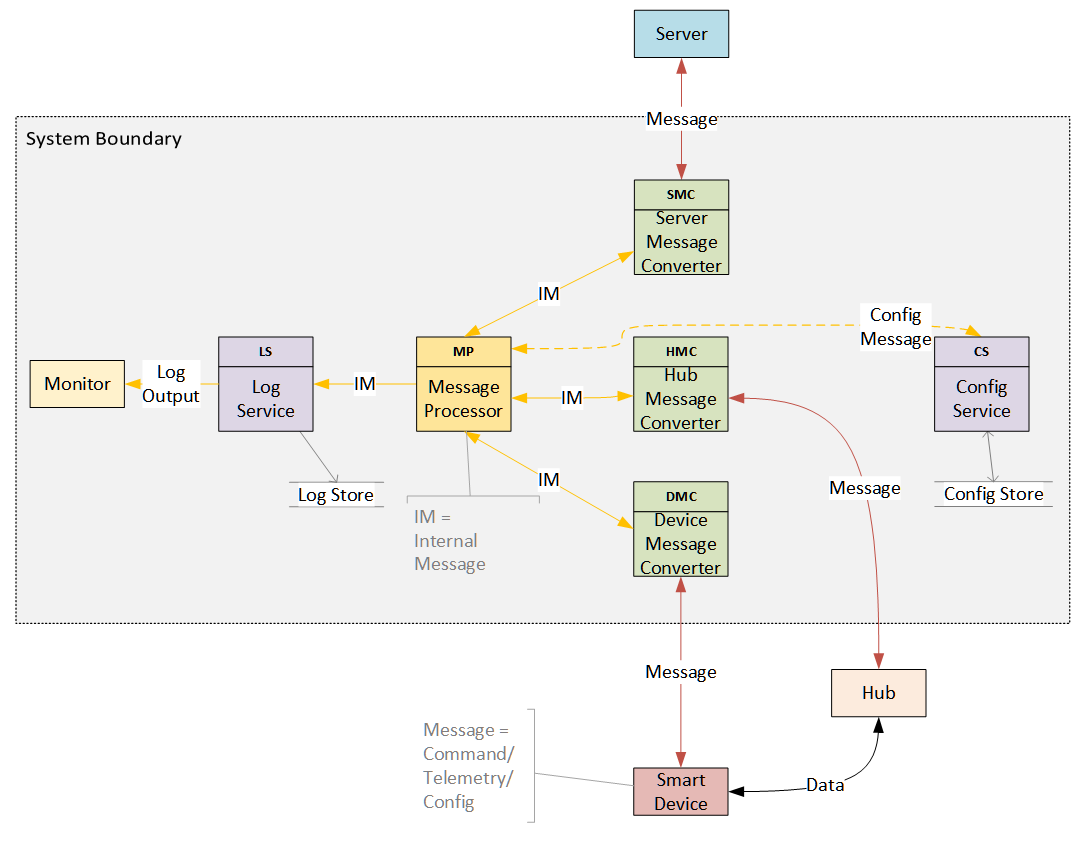 Server
Message
System Boundary
SMC
Server
Message
Converter
IM
Config
Message
LS
MP
HMC
CS
Monitor
Log
Output
Log
Service
IM
Message
Processor
IM
Hub
Message
Converter
Config
Service
IM
Message
Log Store
DMC
Config Store
IM =
Internal
Message
Device
Message
Converter
Message
Hub
Message =
Command/
Telemetry/
Config
Smart
Device
Data